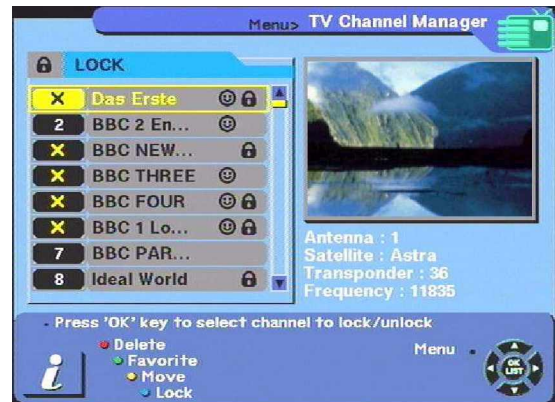 Menu> TV Channel Manager
LOCK
X Das Erste
2 BBC 2 En...
X BBC NEW...
X BBC THREE
X BBC FOUR
X BBC 1 Lo...
7 BBC PAR...
8 Ideal World
Antenna : 1
Satellite : Astra
Transponder : 36
Frequency : 11835
Press 'OK' key to select channel to lock/unlock
Delete
Favorite
Move
Lock
Menu
OK
LIST
i